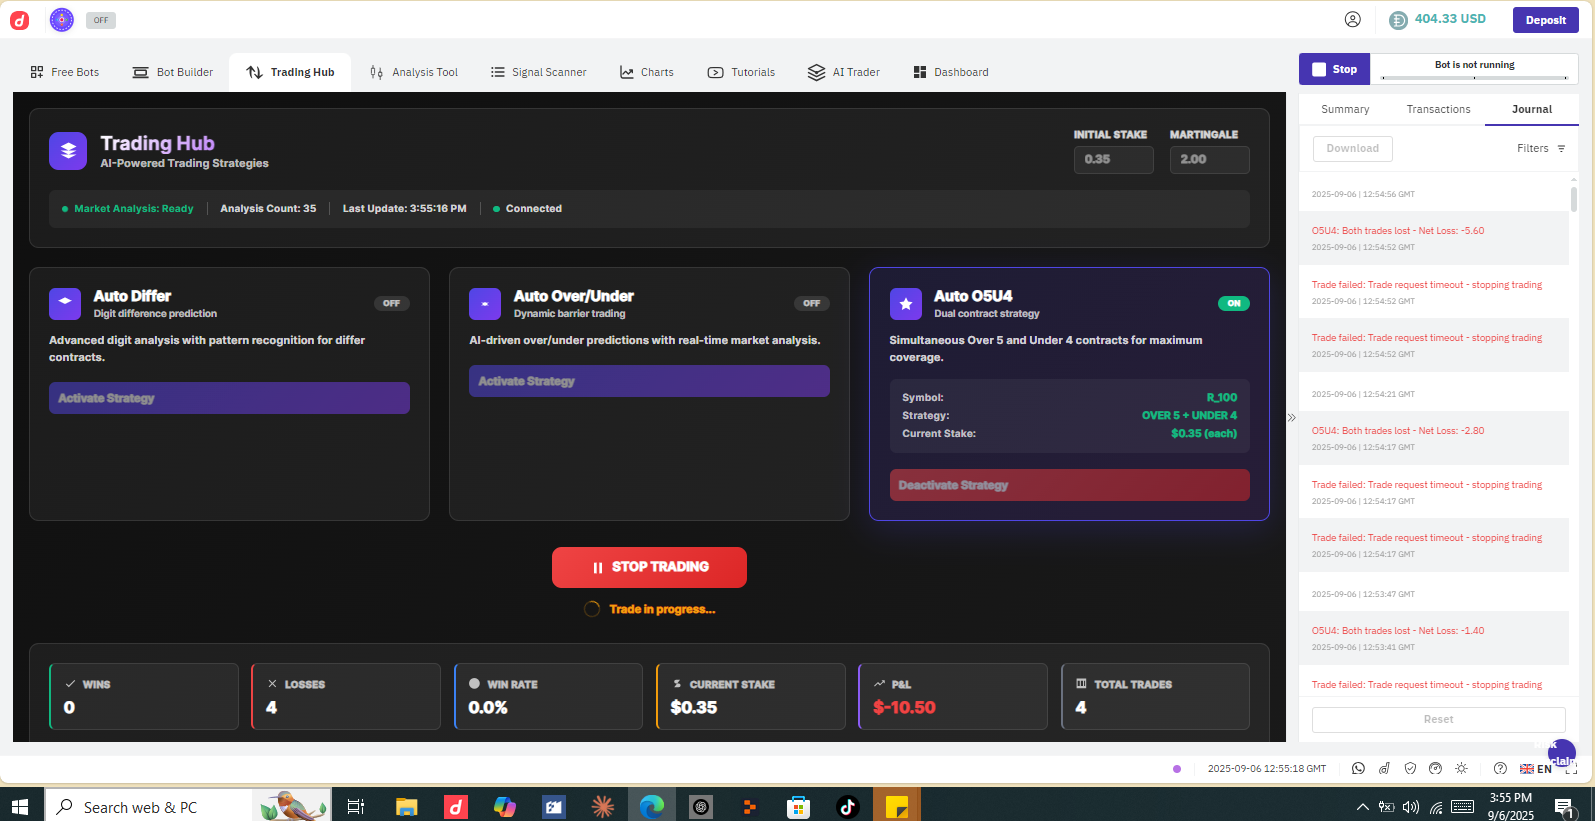 OFF
404.33 USD
Deposit
Free Bots
Bot Builder
Trading Hub
Analysis Tool
Signal Scanner
Charts
Tutorials
AI Trader
Dashboard
Stop
Bot is not running
Summary
Transactions
Journal
Download
Filters
Trading Hub
AI-Powered Trading Strategies
INITIAL STAKE
MARTINGALE
0.35
2.00
Market Analysis: Ready
Analysis Count: 35
Last Update: 3:55:16 PM
Connected
Auto Differ
Digit difference prediction
OFF
Advanced digit analysis with pattern recognition for differ
contracts.
Activate Strategy
Auto Over/Under
Dynamic barrier trading
OFF
AI-driven over/under predictions with real-time market analysis.
Activate Strategy
Auto O5U4
Dual contract strategy
ON
Simultaneous Over 5 and Under 4 contracts for maximum
coverage.
Symbol: R_100
Strategy: OVER 5 + UNDER 4
Current Stake: $0.35 (each)
Deactivate Strategy
STOP TRADING
Trade in progress...
WINS
0
LOSSES
4
WIN RATE
0.0%
CURRENT STAKE
$0.35
P&L
$-10.50
TOTAL TRADES
4
2025-09-06 | 12:54:56 GMT
O5U4: Both trades lost - Net Loss: -5.60
2025-09-06 | 12:54:52 GMT
Trade failed: Trade request timeout - stopping trading
2025-09-06 | 12:54:52 GMT
Trade failed: Trade request timeout - stopping trading
2025-09-06 | 12:54:52 GMT
2025-09-06 | 12:54:21 GMT
O5U4: Both trades lost - Net Loss: -2.80
2025-09-06 | 12:54:17 GMT
Trade failed: Trade request timeout - stopping trading
2025-09-06 | 12:54:17 GMT
Trade failed: Trade request timeout - stopping trading
2025-09-06 | 12:54:17 GMT
2025-09-06 | 12:53:47 GMT
O5U4: Both trades lost - Net Loss: -1.40
2025-09-06 | 12:53:41 GMT
Trade failed: Trade request timeout - stopping trading
Reset
2025-09-06 12:55:18 GMT
EN
Search web & PC
3:55 PM
9/6/2025
1